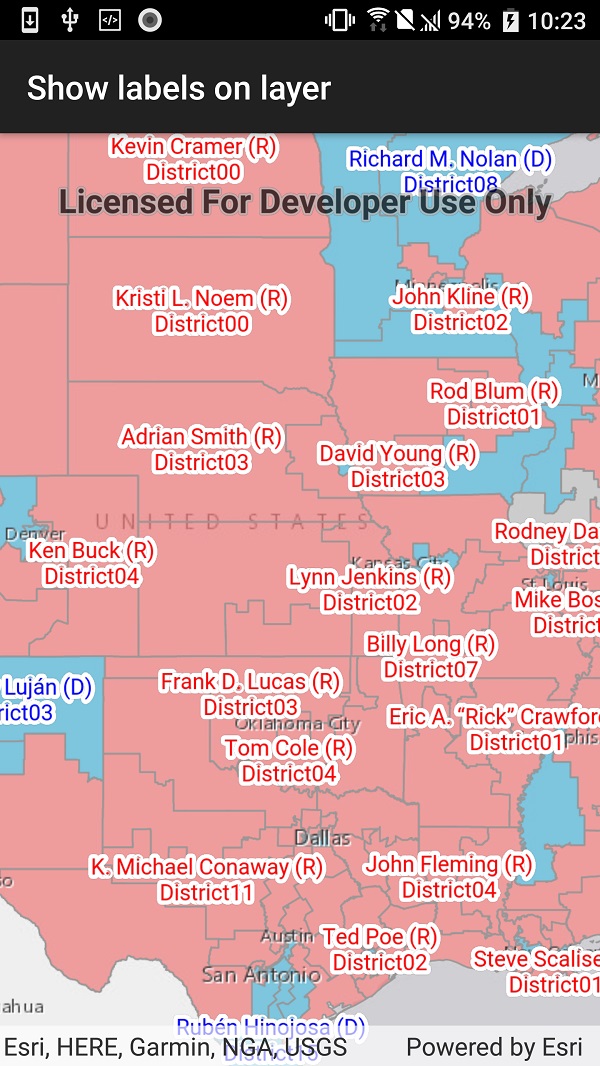 94% 10:23
Show labels on layer
Kevin Cramer (R)
District00
Richard M. Nolan (D)
District08
Licensed For Developer Use Only
Minneapolis
Kristi L. Noem (R)
District00
John Kline (R)
District02
M
Rod Blum (R)
District01
Adrian Smith (R)
District03
David Young (R)
District03
UNITED STATES
Denver
Rodney Da
District
Ken Buck (R)
District04
Kansas City
Lynn Jenkins (R)
District02
St. Louis
Mike Bos
District
Billy Long (R)
District07
Luján (D)
rict03
Frank D. Lucas (R)
District03
Oklahoma City
Eric A. “Rick” Crawford
District01
phis
Tom Cole (R)
District04
Dallas
K. Michael Conaway (R)
District11
John Fleming (R)
District04
so
Austin
Ted Poe (R)
District02
Steve Scalise
District01
San Antonio
ahua
Rubén Hinojosa (D)
District15
Esri, HERE, Garmin, NGA, USGS
Powered by Esri